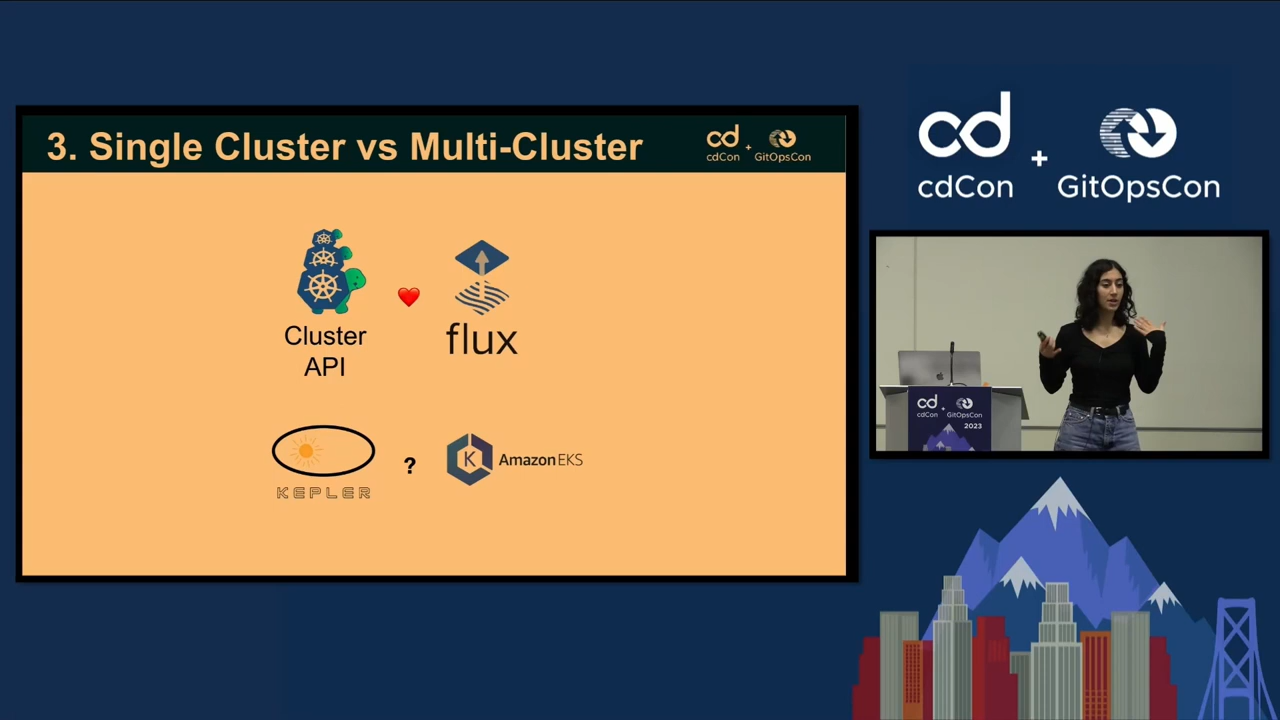 3. Single Cluster vs Multi-Cluster
cd
cdCon
+
GitOpsCon
Cluster
API
flux
KEPLER
?
K
Amazon EKS
cd
cdCon
+
GitOpsCon
cd
cdCon
+
GitOpsCon
2023